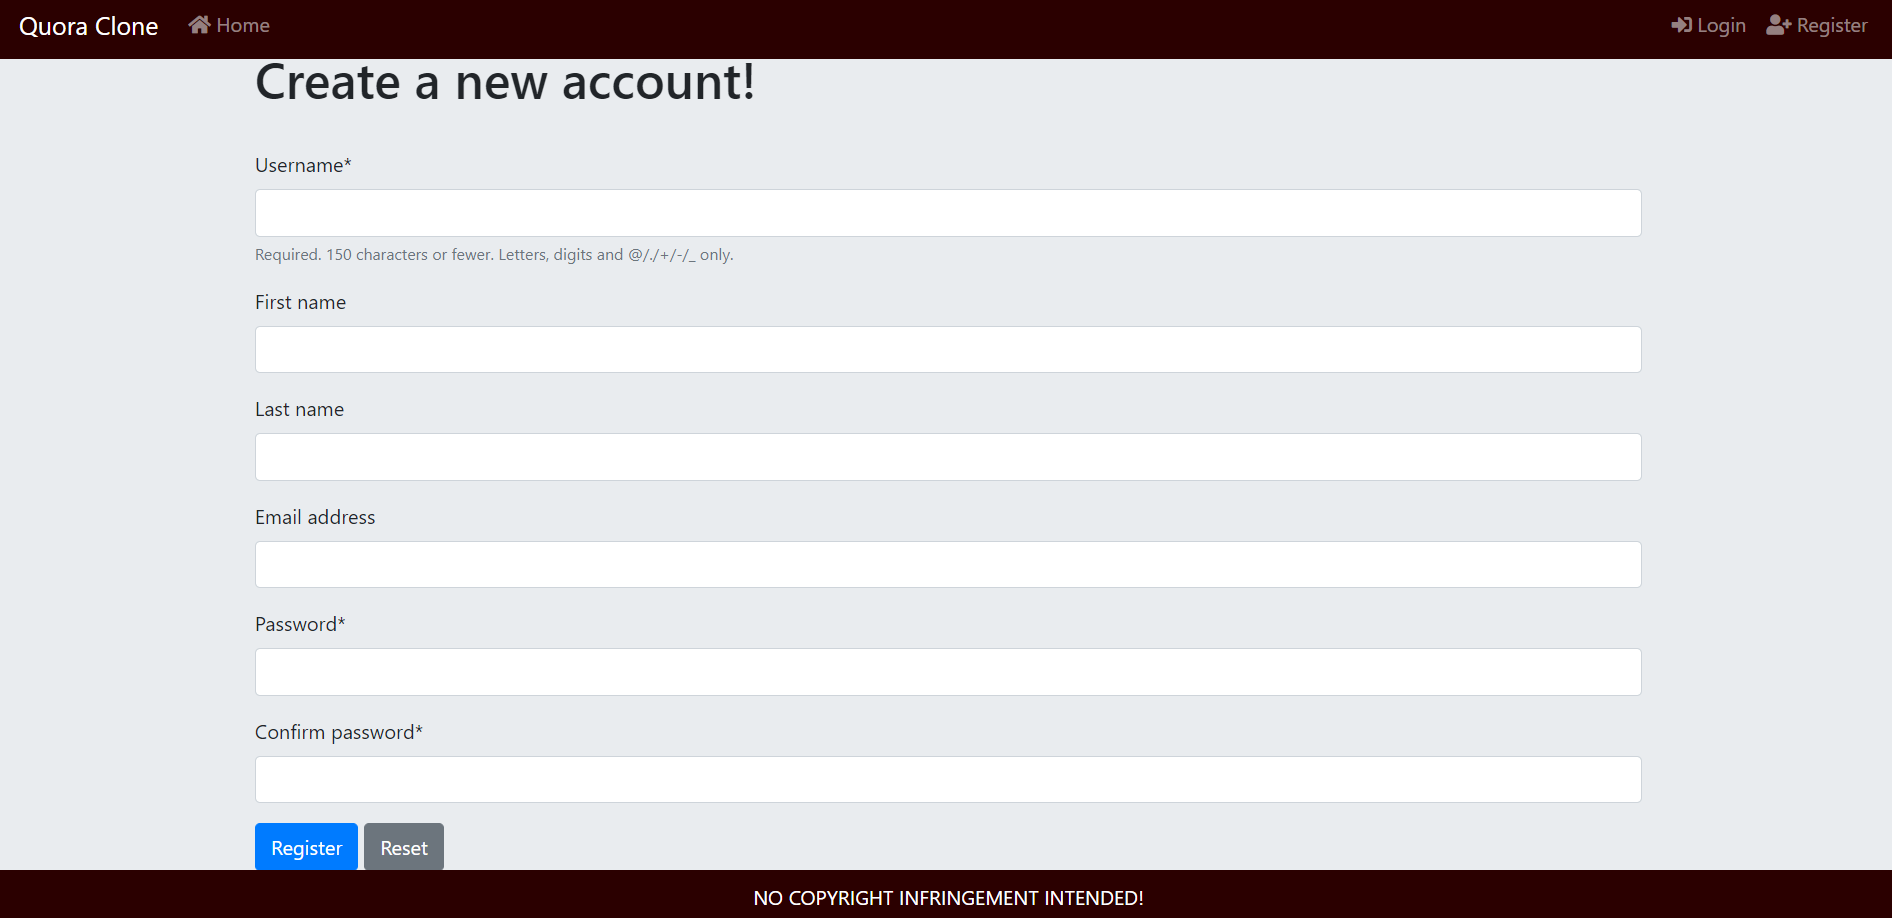 Quora Clone Home Login Register
Create a new account!
Username*
Required. 150 characters or fewer. Letters, digits and @/./+/-/_ only.
First name
Last name
Email address
Password*
Confirm password*
Register Reset
NO COPYRIGHT INFRINGEMENT INTENDED!